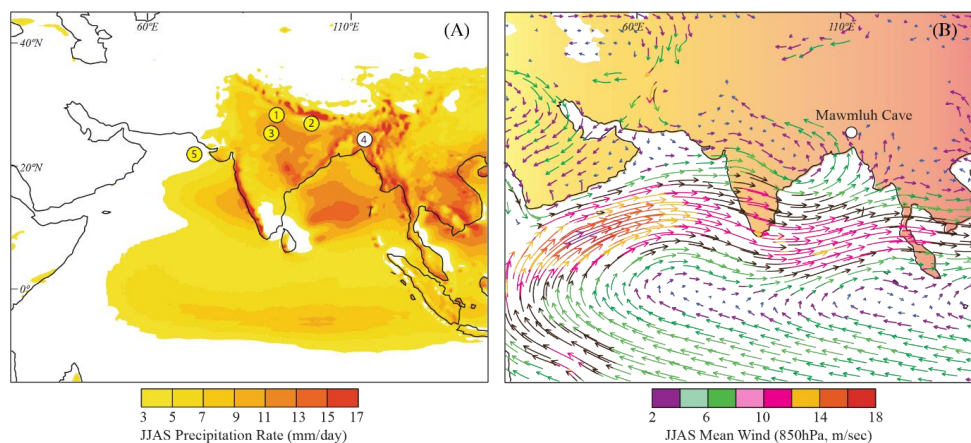 (A)
60°E
110°E
40°N
20°N
0°N
1
2
3
4
5
3 5 7 9 11 13 15 17
JJAS Precipitation Rate (mm/day)
(B)
60°E
110°E
Mawmluh Cave
2 6 10 14 18
JJAS Mean Wind (850hPa, m/sec)